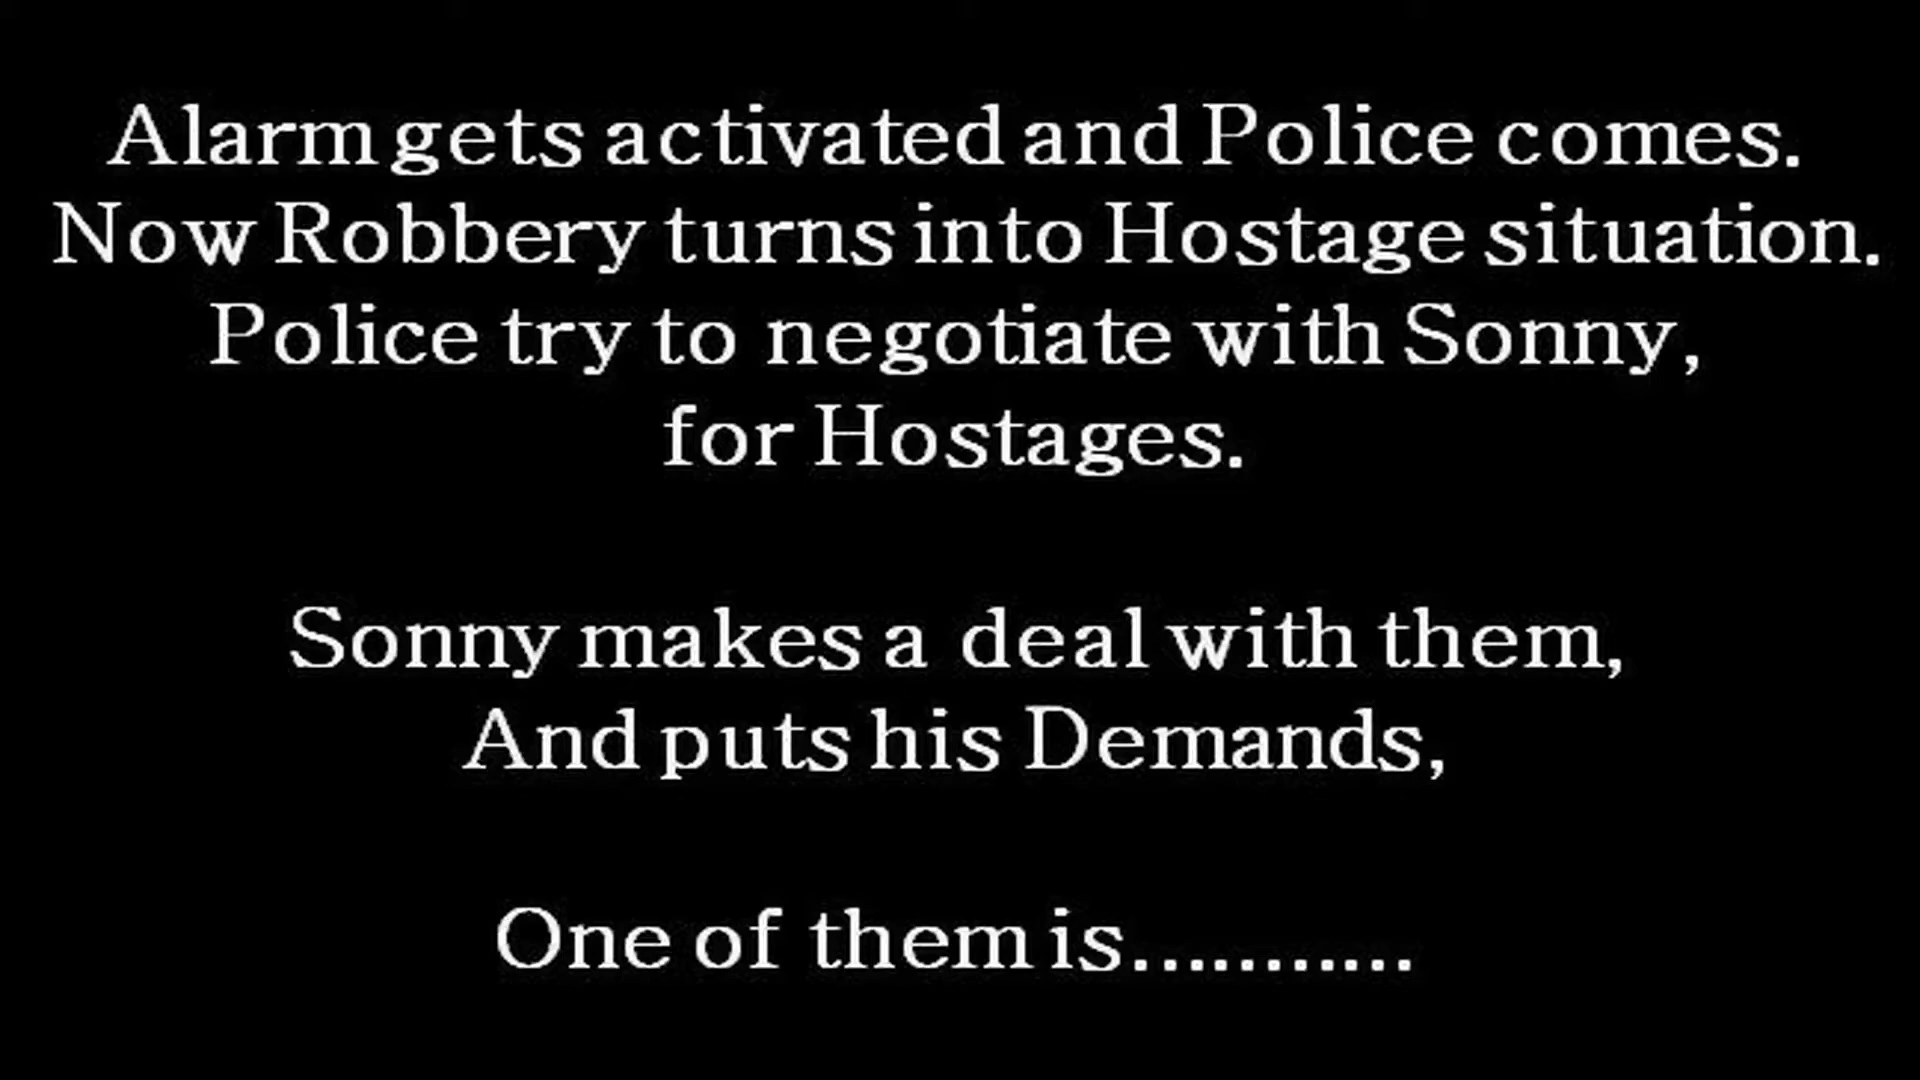 Alarm gets activated and Police comes.
Now Robbery turns into Hostage situation.
Police try to negotiate with Sonny,
for Hostages.
Sonny makes a deal with them,
And puts his Demands,
One of them is...........